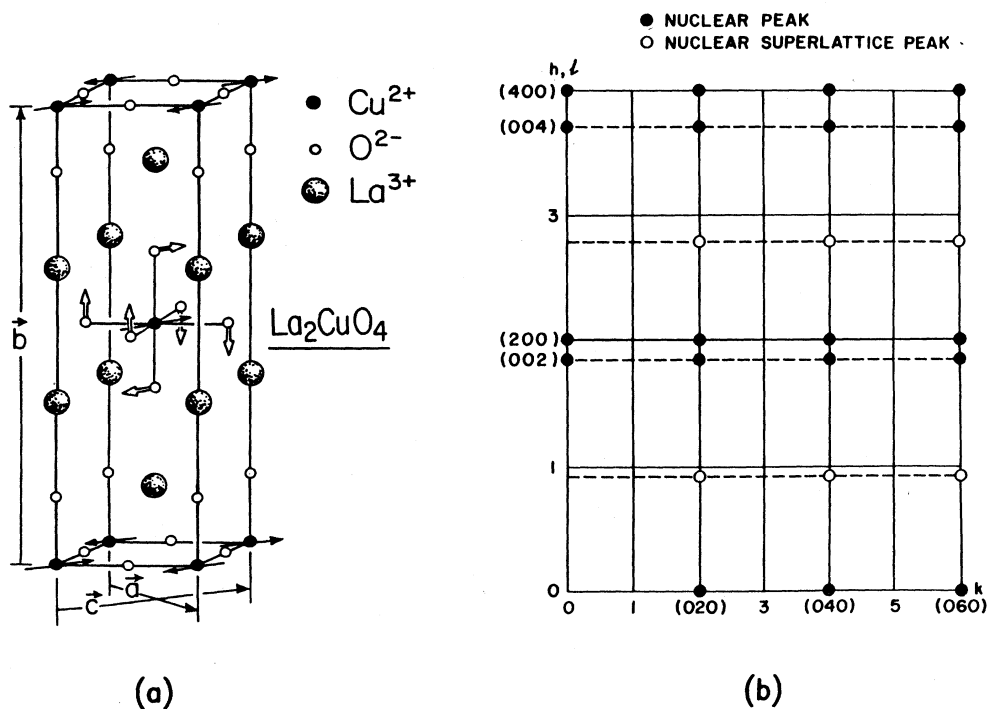 Cu2+
O2-
La3+
La2CuO4
b
a
c
(a)
NUCLEAR PEAK
NUCLEAR SUPERLATTICE PEAK
h, ℓ
(400)
(004)
3
(200)
(002)
1
0
k
0 1 (020) 3 (040) 5 (060)
(b)